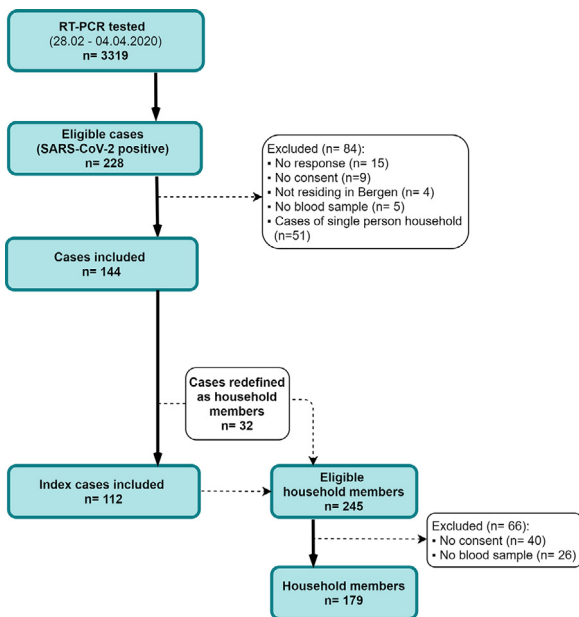 RT-PCR tested
(28.02 - 04.04.2020)
n= 3319
Eligible cases
(SARS-CoV-2 positive)
n= 228
Excluded (n= 84):
▪ No response (n= 15)
▪ No consent (n=9)
▪ Not residing in Bergen (n= 4)
▪ No blood sample (n= 5)
▪ Cases of single person household
(n=51)
Cases included
n= 144
Cases redefined
as household
members
n= 32
Index cases included
n= 112
Eligible
household members
n= 245
Excluded (n= 66):
▪ No consent (n= 40)
▪ No blood sample (n= 26)
Household members
n= 179